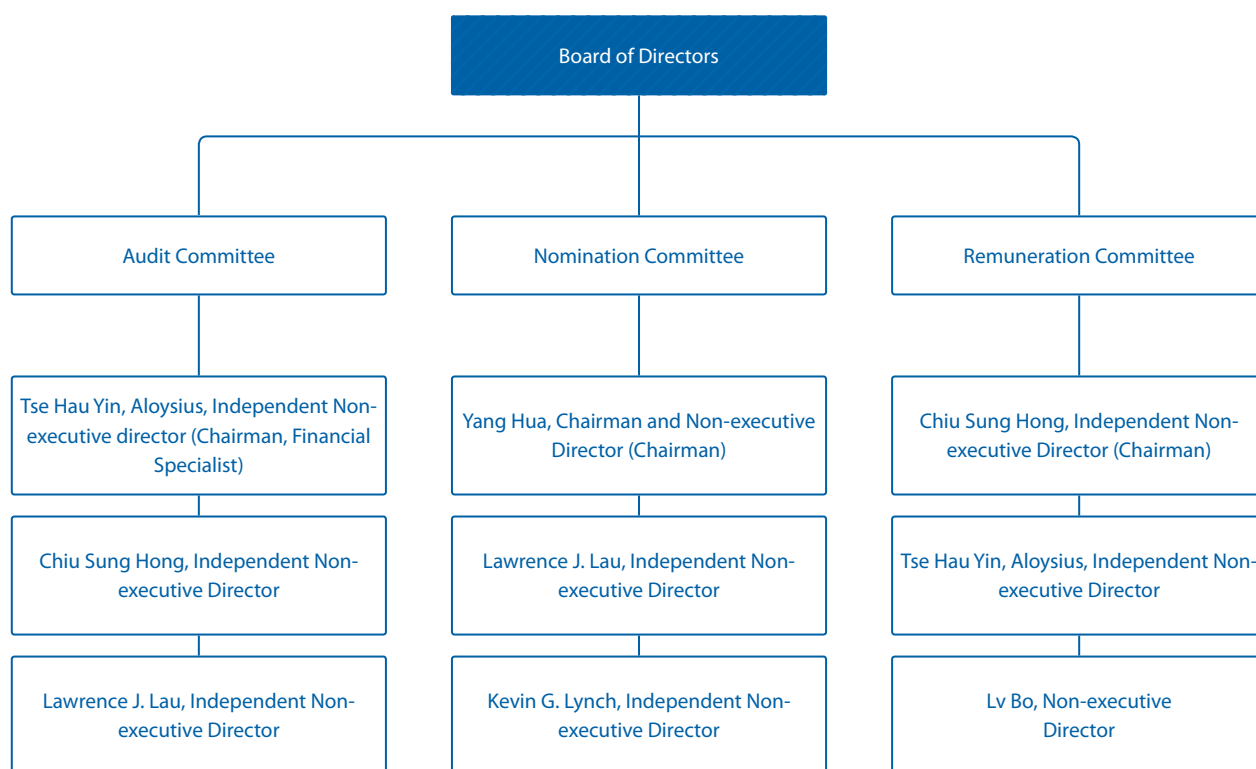 Board of Directors
Audit Committee
Nomination Committee
Remuneration Committee
Tse Hau Yin, Aloysius, Independent Non-
executive director (Chairman, Financial
Specialist)
Yang Hua, Chairman and Non-executive
Director (Chairman)
Chiu Sung Hong, Independent Non-
executive Director (Chairman)
Chiu Sung Hong, Independent Non-
executive Director
Lawrence J. Lau, Independent Non-
executive Director
Tse Hau Yin, Aloysius, Independent Non-
executive Director
Lawrence J. Lau, Independent Non-
executive Director
Kevin G. Lynch, Independent Non-
executive Director
Lv Bo, Non-executive
Director